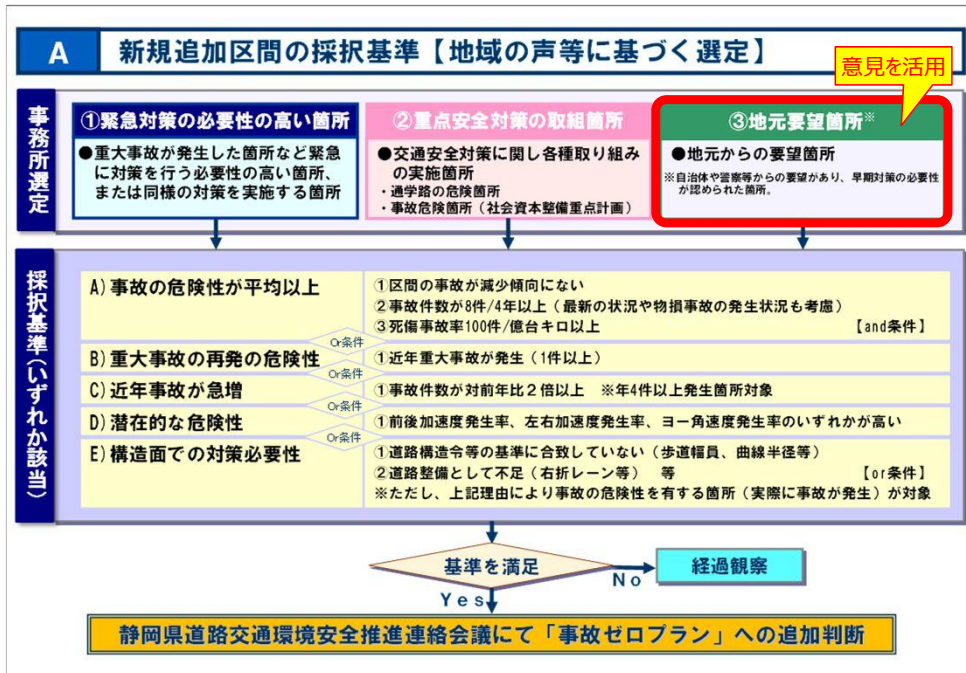 A
新規追加区間の採択基準【地域の声等に基づく選定】
意見を活用
事務所選定
①緊急対策の必要性の高い箇所
●重大事故が発生した箇所など緊急
に対策を行う必要性の高い箇所、
または同様の対策を実施する箇所
②重点安全対策の取組箇所
●交通安全対策に関し各種取り組み
の実施箇所
・通学路の危険箇所
・事故危険箇所（社会資本整備重点計画）
③地元要望箇所※
●地元からの要望箇所
※自治体や警察等からの要望があり、早期対策の必要性
が認められた箇所。
採択基準（いずれか該当）
A)事故の危険性が平均以上
①区間の事故が減少傾向にない
②事故件数が8件/4年以上（最新の状況や物損事故の発生状況も考慮）
③死傷事故率100件/億台キロ以上 【and条件】
Or条件
B)重大事故の再発の危険性
①近年重大事故が発生（1件以上）
Or条件
C)近年事故が急増
①事故件数が対前年比２倍以上 ※年4件以上発生箇所対象
Or条件
D)潜在的な危険性
①前後加速度発生率、左右加速度発生率、ヨー角速度発生率のいずれかが高い
Or条件
E)構造面での対策必要性
①道路構造令等の基準に合致していない（歩道幅員、曲線半径等）
②道路整備として不足（右折レーン等） 等 【or条件】
※ただし、上記理由により事故の危険性を有する箇所（実際に事故が発生）が対象
基準を満足
No
経過観察
Yes
静岡県道路交通環境安全推進連絡会議にて「事故ゼロプラン」への追加判断